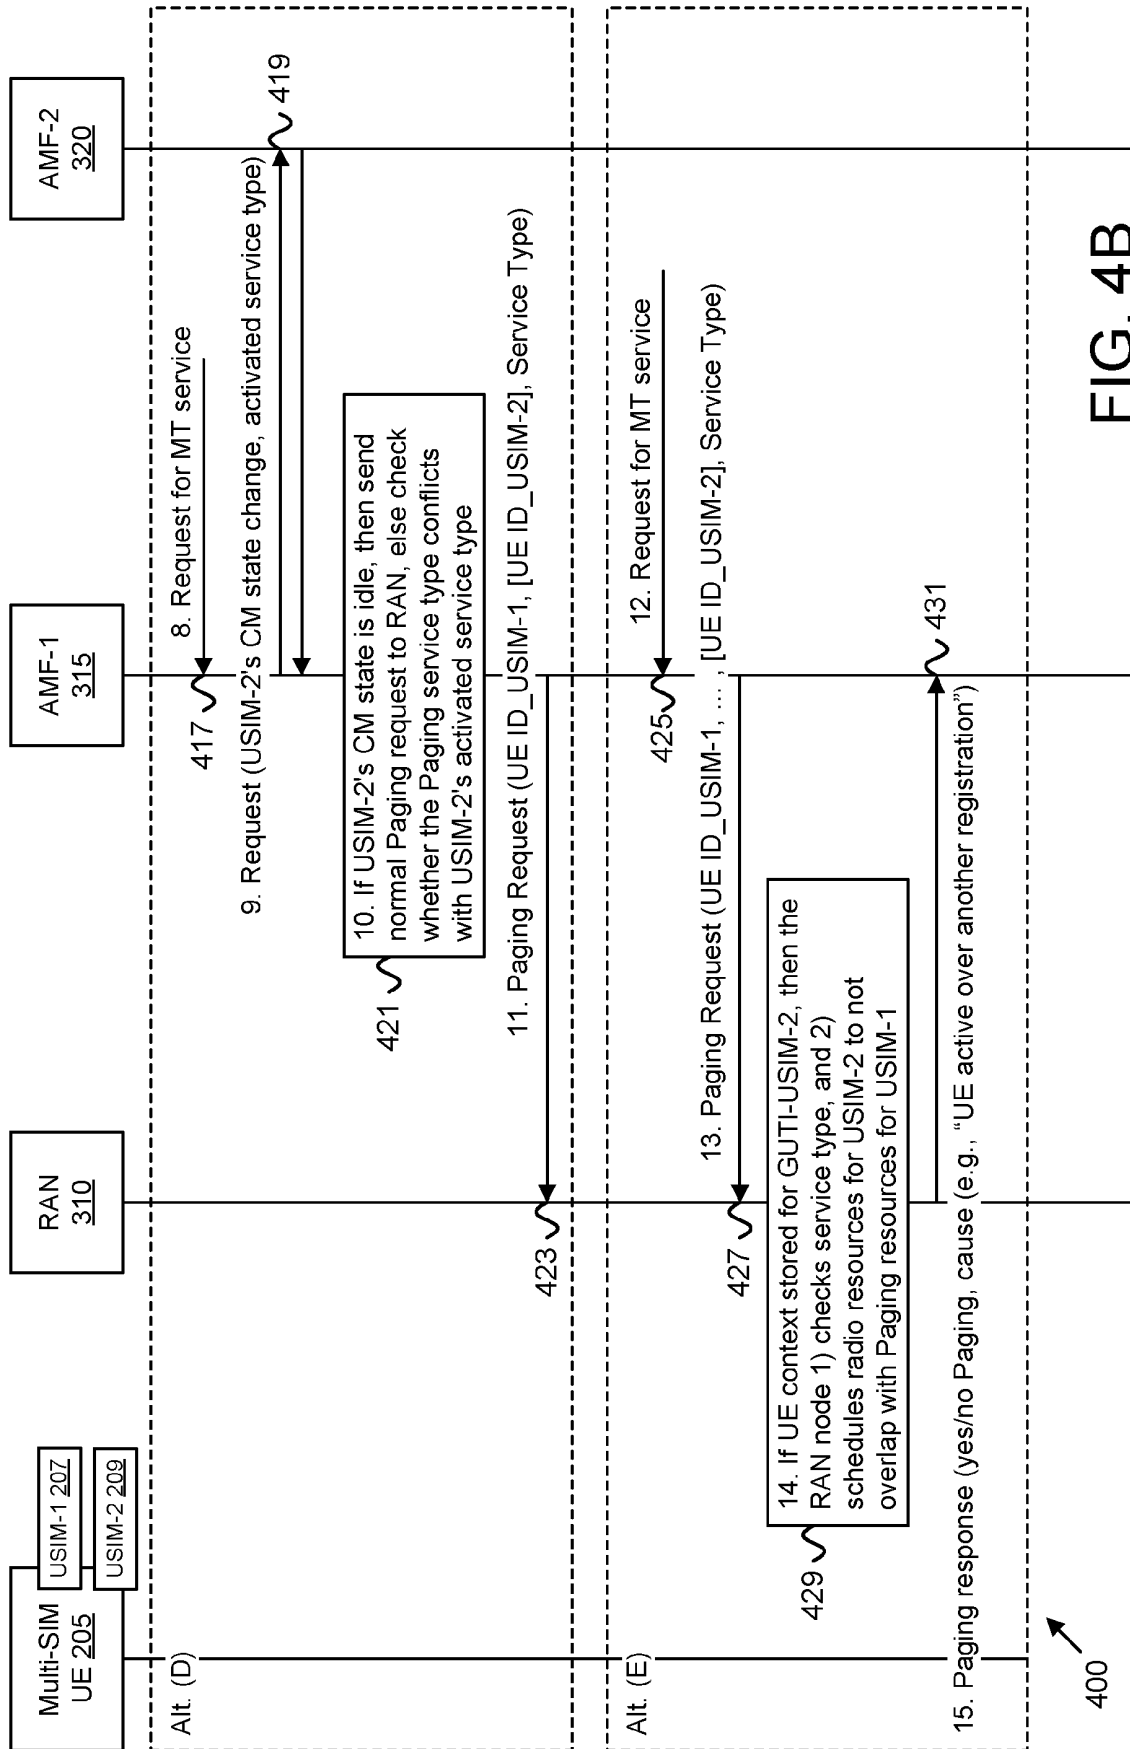 Multi-SIM
UE 205
USIM-1 207
USIM-2 209
RAN
310
AMF-1
315
AMF-2
320
Alt. (D)
8. Request for MT service
417
9. Request (USIM-2's CM state change, activated service type)
419
10. If USIM-2's CM state is idle, then send
normal Paging request to RAN, else check
whether the Paging service type conflicts
with USIM-2's activated service type
421
11. Paging Request (UE ID_USIM-1, [UE ID_USIM-2], Service Type)
423
Alt. (E)
12. Request for MT service
425
13. Paging Request (UE ID_USIM-1, ... , [UE ID_USIM-2], Service Type)
427
14. If UE context stored for GUTI-USIM-2, then the
RAN node 1) checks service type, and 2)
schedules radio resources for USIM-2 to not
overlap with Paging resources for USIM-1
429
431
15. Paging response (yes/no Paging, cause (e.g., “UE active over another registration”)
400
FIG. 4B